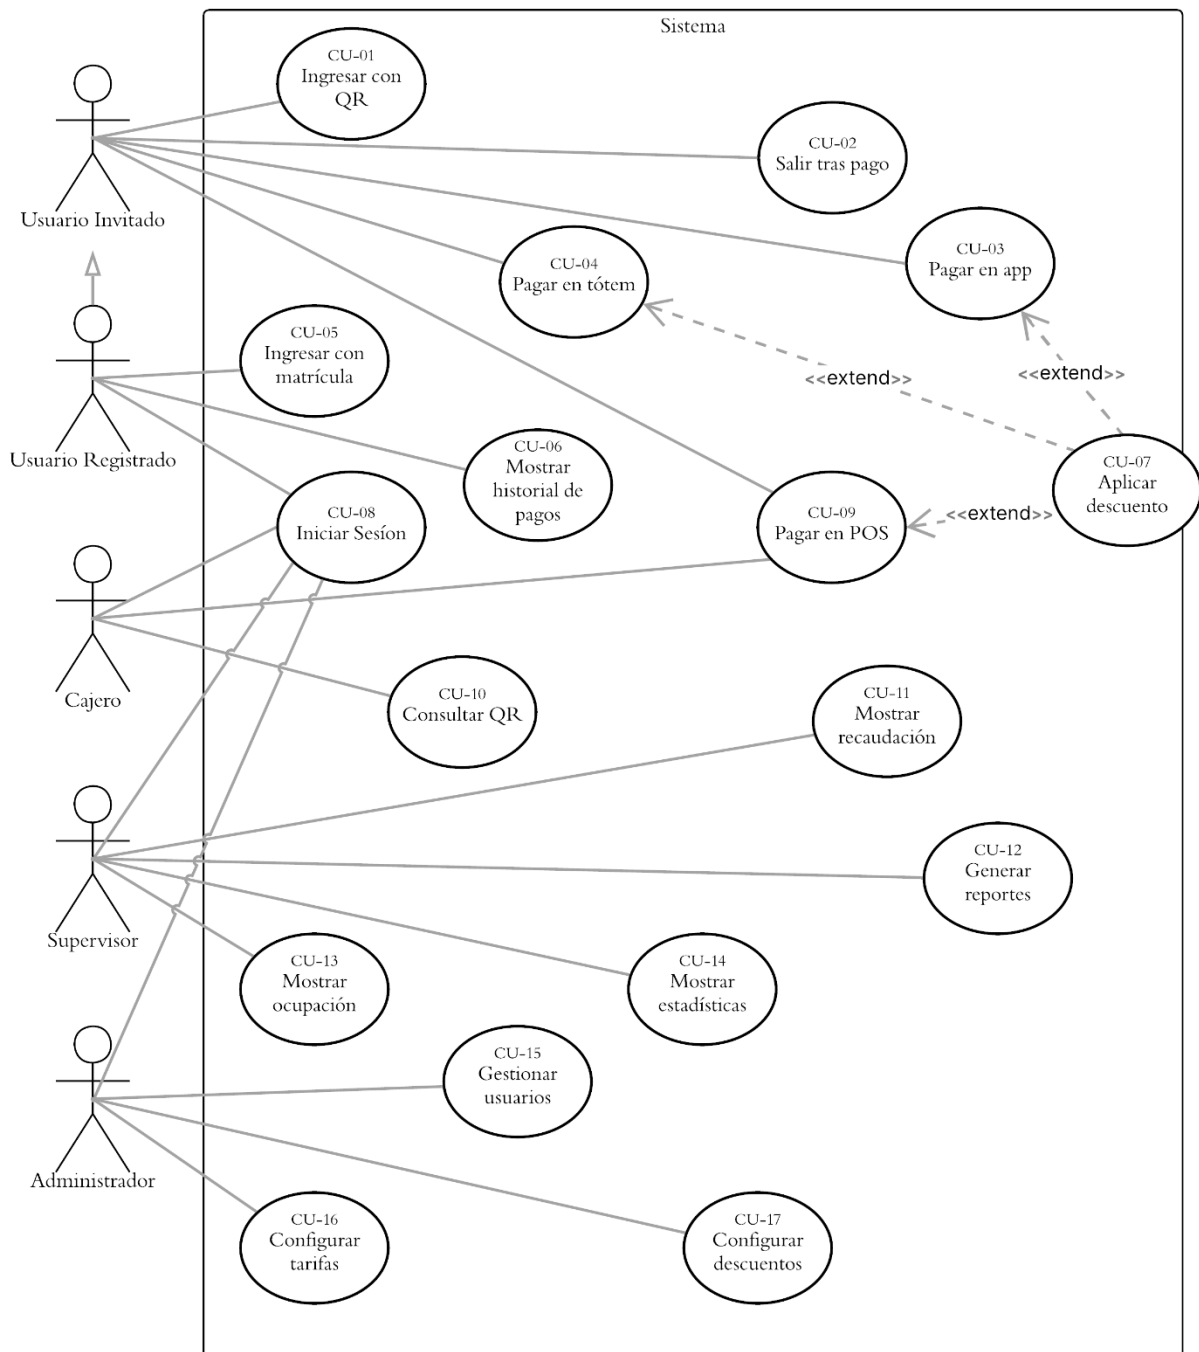 Sistema
CU-01
Ingresar con
QR
CU-02
Salir tras pago
Usuario Invitado
CU-03
Pagar en app
CU-04
Pagar en tótem
CU-05
Ingresar con
matrícula
<<extend>>
<<extend>>
Usuario Registrado
CU-06
Mostrar
historial de
pagos
CU-07
Aplicar
descuento
CU-08
Iniciar Sesíon
CU-09
Pagar en POS
<<extend>>
Cajero
CU-10
Consultar QR
CU-11
Mostrar
recaudación
CU-12
Generar
reportes
Supervisor
CU-13
Mostrar
ocupación
CU-14
Mostrar
estadísticas
CU-15
Gestionar
usuarios
Administrador
CU-16
Configurar
tarifas
CU-17
Configurar
descuentos